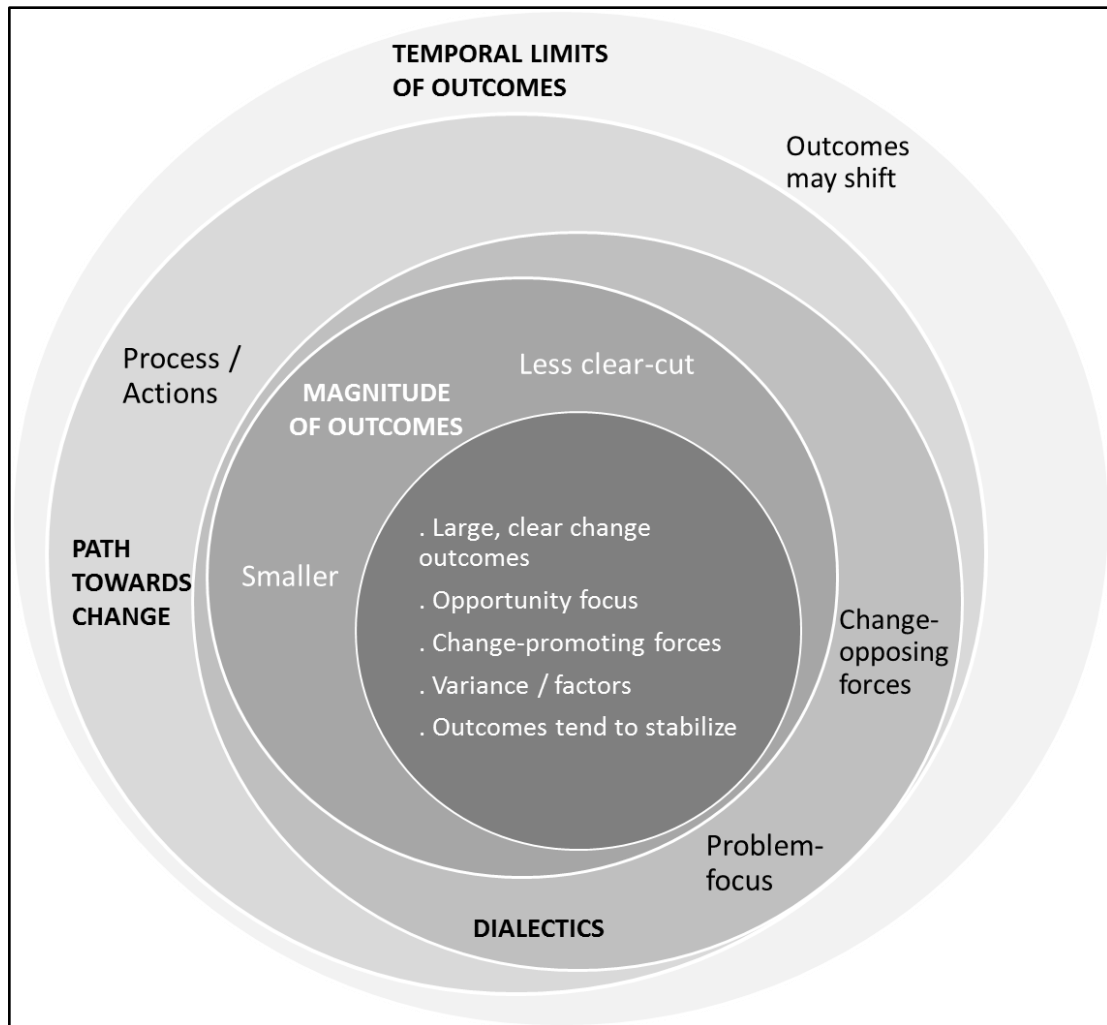 TEMPORAL LIMITS
OF OUTCOMES
Outcomes
may shift
Process /
Actions
Less clear-cut
MAGNITUDE
OF OUTCOMES
. Large, clear change
outcomes
. Opportunity focus
. Change-promoting forces
. Variance / factors
. Outcomes tend to stabilize
Smaller
PATH
TOWARDS
CHANGE
Change-
opposing
forces
Problem-
focus
DIALECTICS